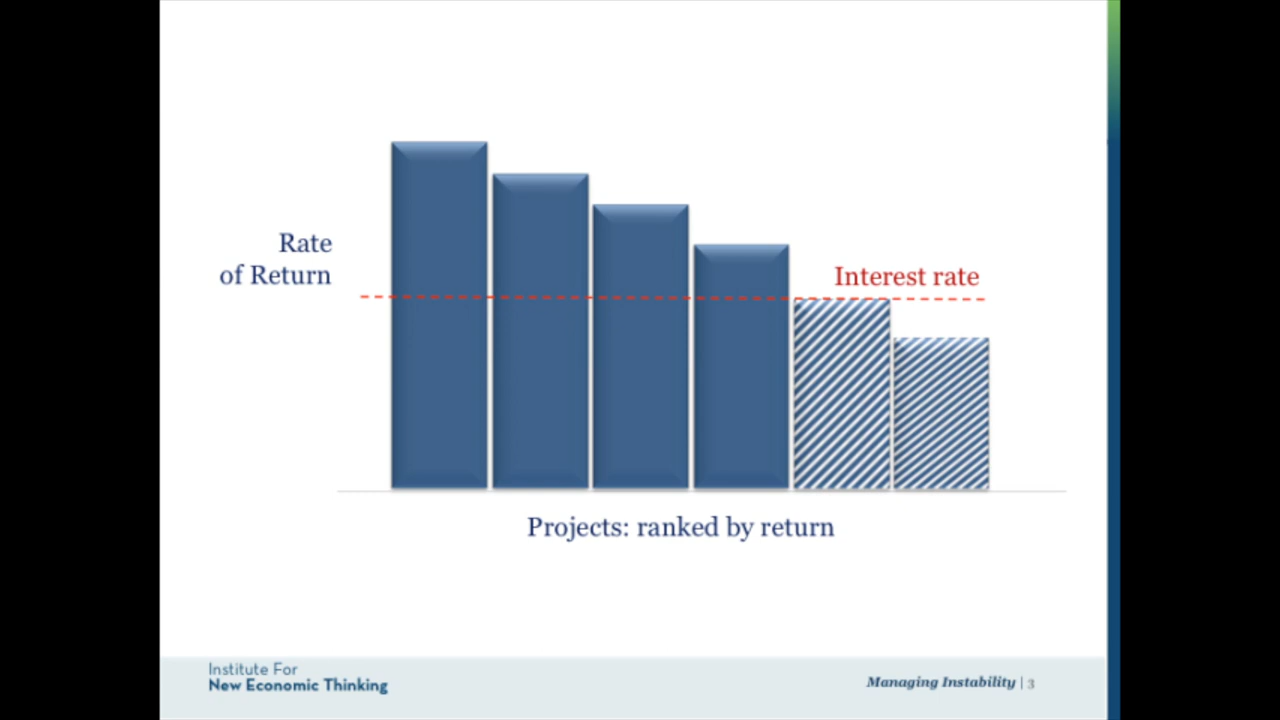 Rate
of Return
Interest rate
Projects: ranked by return
Institute For
New Economic Thinking
Managing Instability | 3